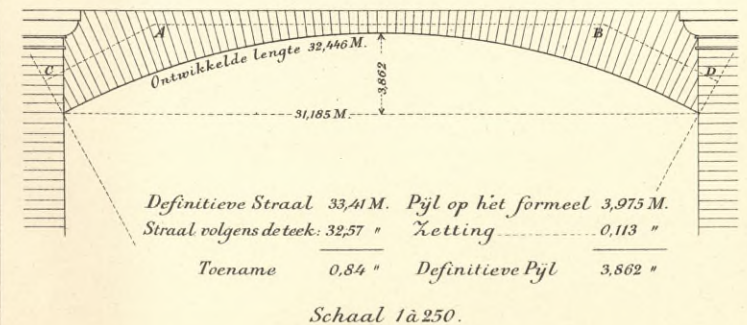 A B
C D
Ontwikkelde lengte 32,446 M.
3,862
31,185 M.
Definitieve Straal 33,41 M. Pijl op het formeel 3,975 M.
Straal volgens de teek: 32,57 " Zetting 0,113 "
Toename 0,84 " Definitieve Pijl 3,862 "
Schaal 1 à 250.